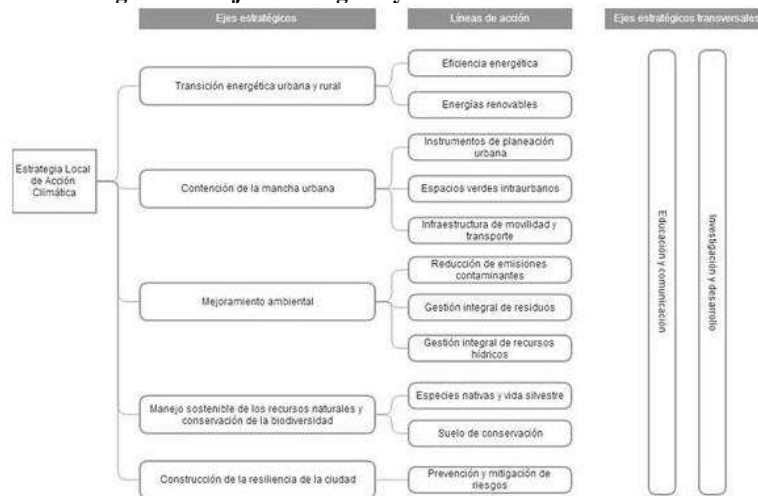 Ejes estratégicos
Líneas de acción
Ejes estratégicos transversales
Estrategia Local
de Acción
Climática
Transición energética urbana y rural
Eficiencia energética
Energías renovables
Contención de la mancha urbana
Instrumentos de planeación
urbana
Espacios verdes intraurbanos
Infraestructura de movilidad y
transporte
Mejoramiento ambiental
Reducción de emisiones
contaminantes
Gestión integral de residuos
Gestión integral de recursos
hídricos
Manejo sostenible de los recursos naturales y
conservación de la biodiversidad
Especies nativas y vida silvestre
Suelo de conservación
Construcción de la resiliencia de la ciudad
Prevención y mitigación de
riesgos
Educación y comunicación
Investigación y desarrollo